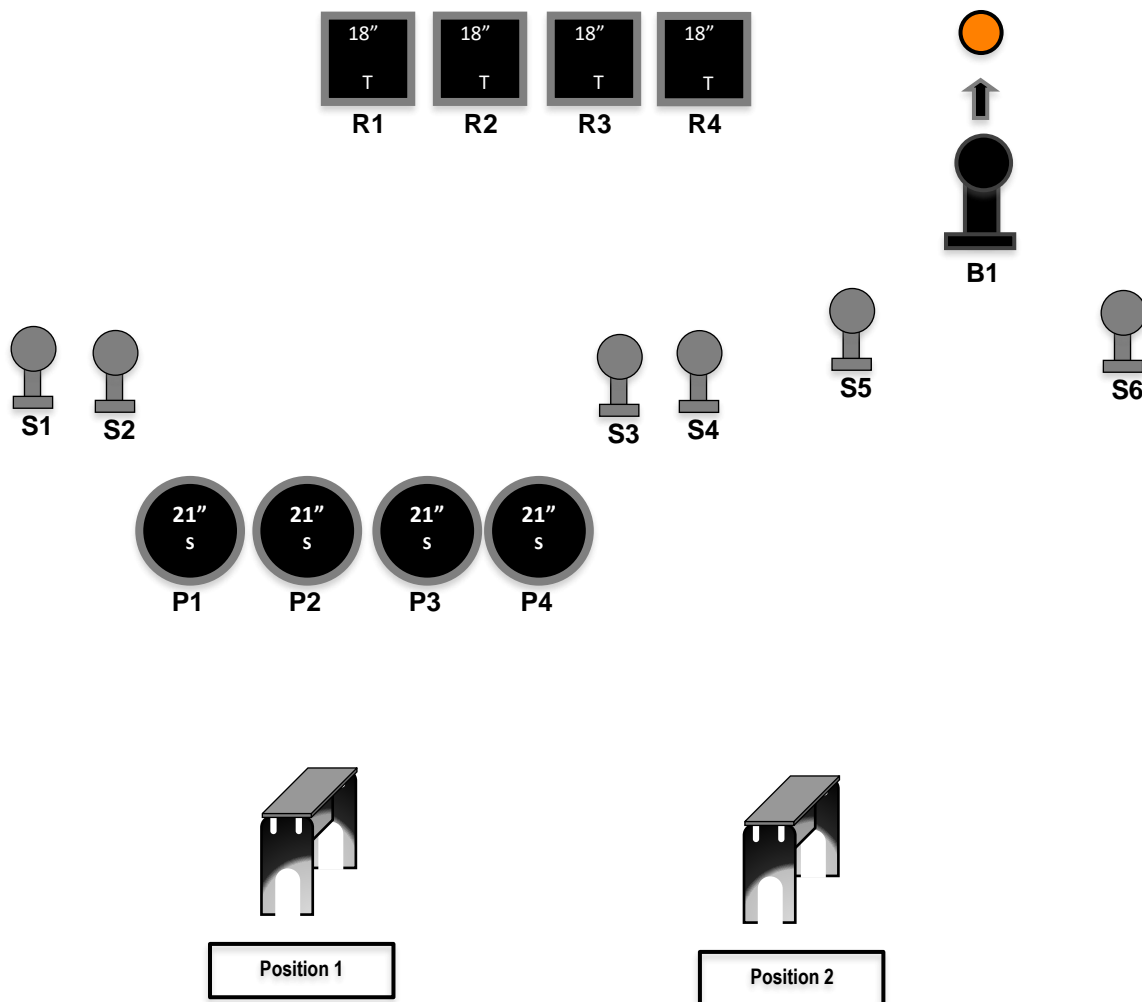 18”
T
R1
18”
T
R2
18”
T
R3
18”
T
R4
B1
S1
S2
S3
S4
S5
S6
21”
S
P1
21”
S
P2
21”
S
P3
21”
S
P4
Position 1
Position 2